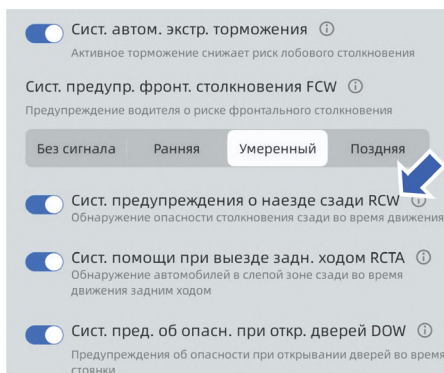 Сист. автом. экстр. торможения
Активное торможение снижает риск лобового столкновения
Сист. предупр. фронт. столкновения FCW
Предупреждение водителя о риске фронтального столкновения
Без сигнала Ранняя Умеренный Поздняя
Сист. предупреждения о наезде сзади RCW
Обнаружение опасности столкновения сзади во время движения
Сист. помощи при выезде задн. ходом RCTA
Обнаружение автомобилей в слепой зоне сзади во время
движения задним ходом
Сист. пред. об опасн. при откр. дверей DOW
Предупреждения об опасности при открывании дверей во время
стоянки